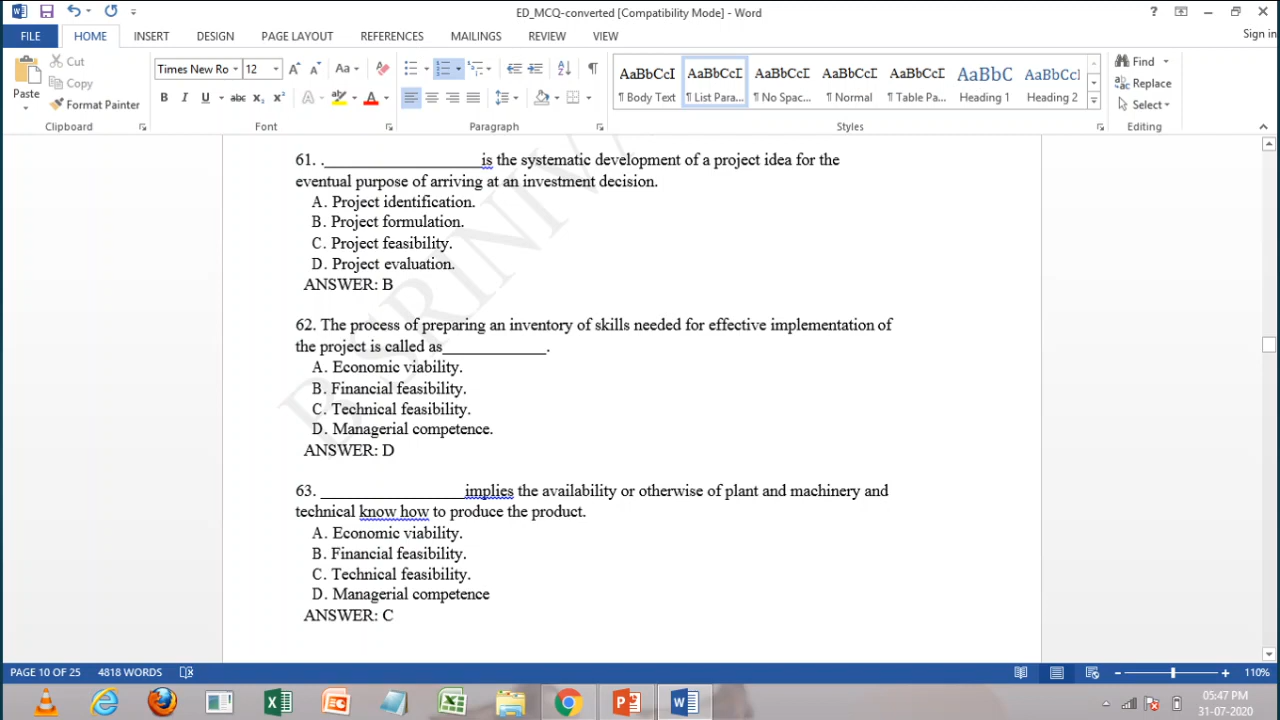 ED_MCQ-converted [Compatibility Mode] - Word
?
FILE HOME INSERT DESIGN PAGE LAYOUT REFERENCES MAILINGS REVIEW VIEW Sign in
Paste
Cut
Copy
Format Painter
Times New Ro 12 Aa
B I U abc x₂ x² A ab A
AaBbCcI AaBbCcI AaBbCcI AaBbCcI AaBbCcI AaBbC AaBbCcI
¶ Body Text ¶ List Para... ¶ No Spac... ¶ Normal ¶ Table Pa... Heading 1 Heading 2
Find
Replace
Select
Clipboard Font Paragraph Styles Editing
61. .____________________is the systematic development of a project idea for the
eventual purpose of arriving at an investment decision.
A. Project identification.
B. Project formulation.
C. Project feasibility.
D. Project evaluation.
ANSWER: B
62. The process of preparing an inventory of skills needed for effective implementation of
the project is called as_____________.
A. Economic viability.
B. Financial feasibility.
C. Technical feasibility.
D. Managerial competence.
ANSWER: D
63. __________________implies the availability or otherwise of plant and machinery and
technical know how to produce the product.
A. Economic viability.
B. Financial feasibility.
C. Technical feasibility.
D. Managerial competence
ANSWER: C
PAGE 10 OF 25 4818 WORDS 110%
05:47 PM
31-07-2020